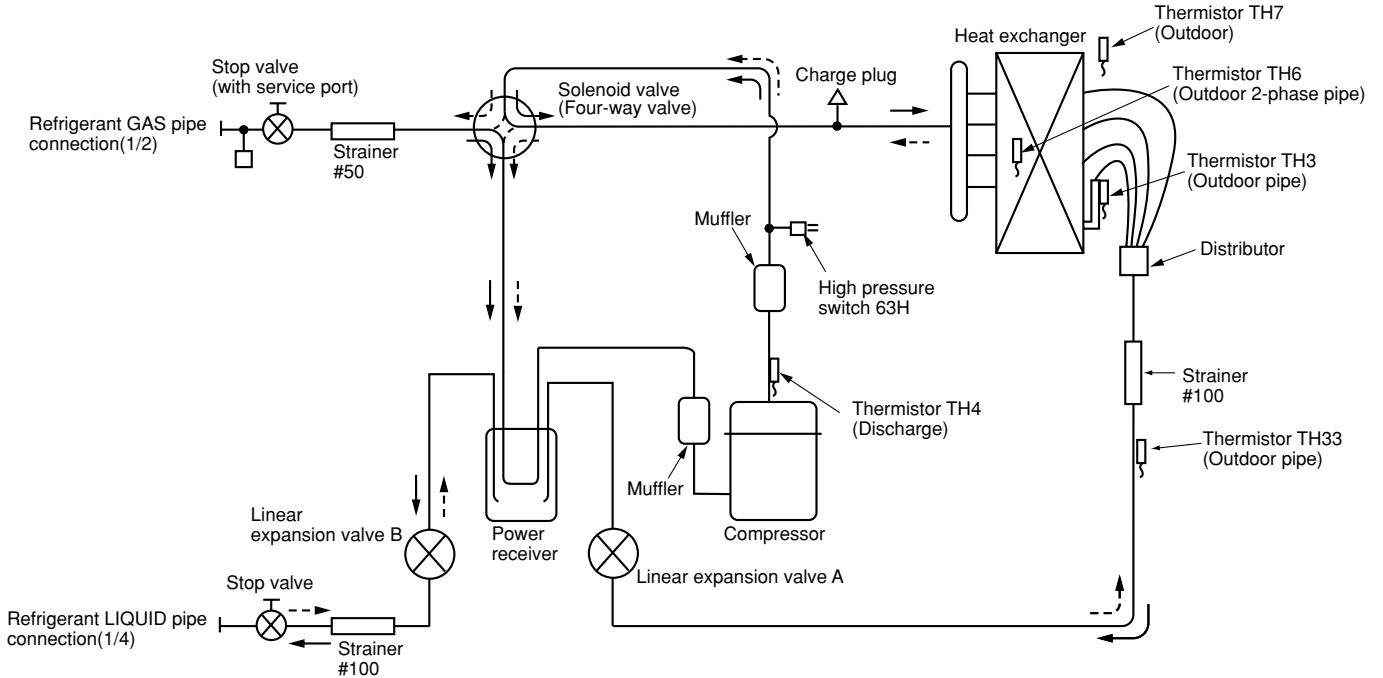 Thermistor TH7
(Outdoor)
Heat exchanger
Stop valve
(with service port)
Charge plug
Thermistor TH6
(Outdoor 2-phase pipe)
Solenoid valve
(Four-way valve)
Refrigerant GAS pipe
connection(1/2)
Strainer
#50
Thermistor TH3
(Outdoor pipe)
Muffler
Distributor
High pressure
switch 63H
Strainer
#100
Thermistor TH4
(Discharge)
Thermistor TH33
(Outdoor pipe)
Muffler
Linear
expansion valve B
Power
receiver
Compressor
Linear expansion valve A
Stop valve
Refrigerant LIQUID pipe
connection(1/4)
Strainer
#100